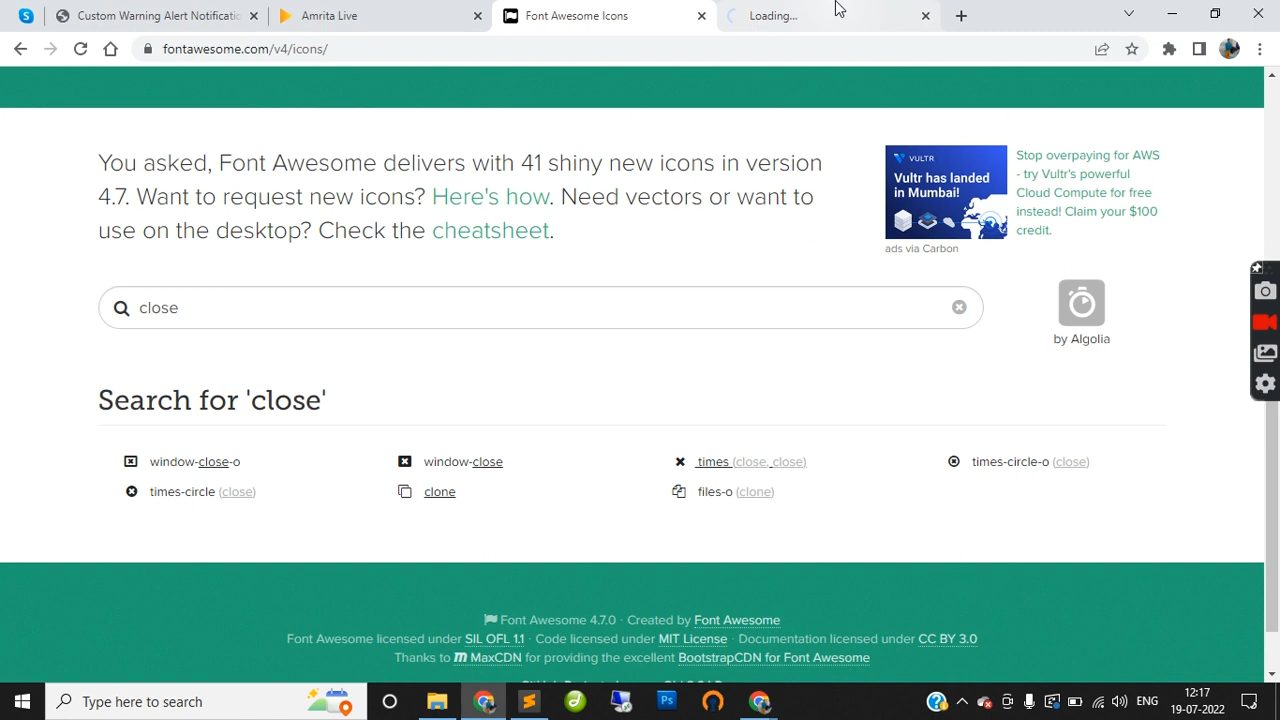 Custom Warning Alert Notificatio
Amrita Live
Font Awesome Icons
Loading...
fontawesome.com/v4/icons/
You asked, Font Awesome delivers with 41 shiny new icons in version
4.7. Want to request new icons? Here's how. Need vectors or want to
use on the desktop? Check the cheatsheet.
VULTR
Vultr has landed
in Mumbai!
Stop overpaying for AWS
- try Vultr's powerful
Cloud Compute for free
instead! Claim your $100
credit.
ads via Carbon
close
by Algolia
Search for 'close'
window-close-o
window-close
times (close, close)
times-circle-o (close)
times-circle (close)
clone
files-o (clone)
Font Awesome 4.7.0 · Created by Font Awesome
Font Awesome licensed under SIL OFL 1.1 · Code licensed under MIT License · Documentation licensed under CC BY 3.0
Thanks to MaxCDN for providing the excellent BootstrapCDN for Font Awesome
Type here to search
Ps
ENG
12:17
19-07-2022